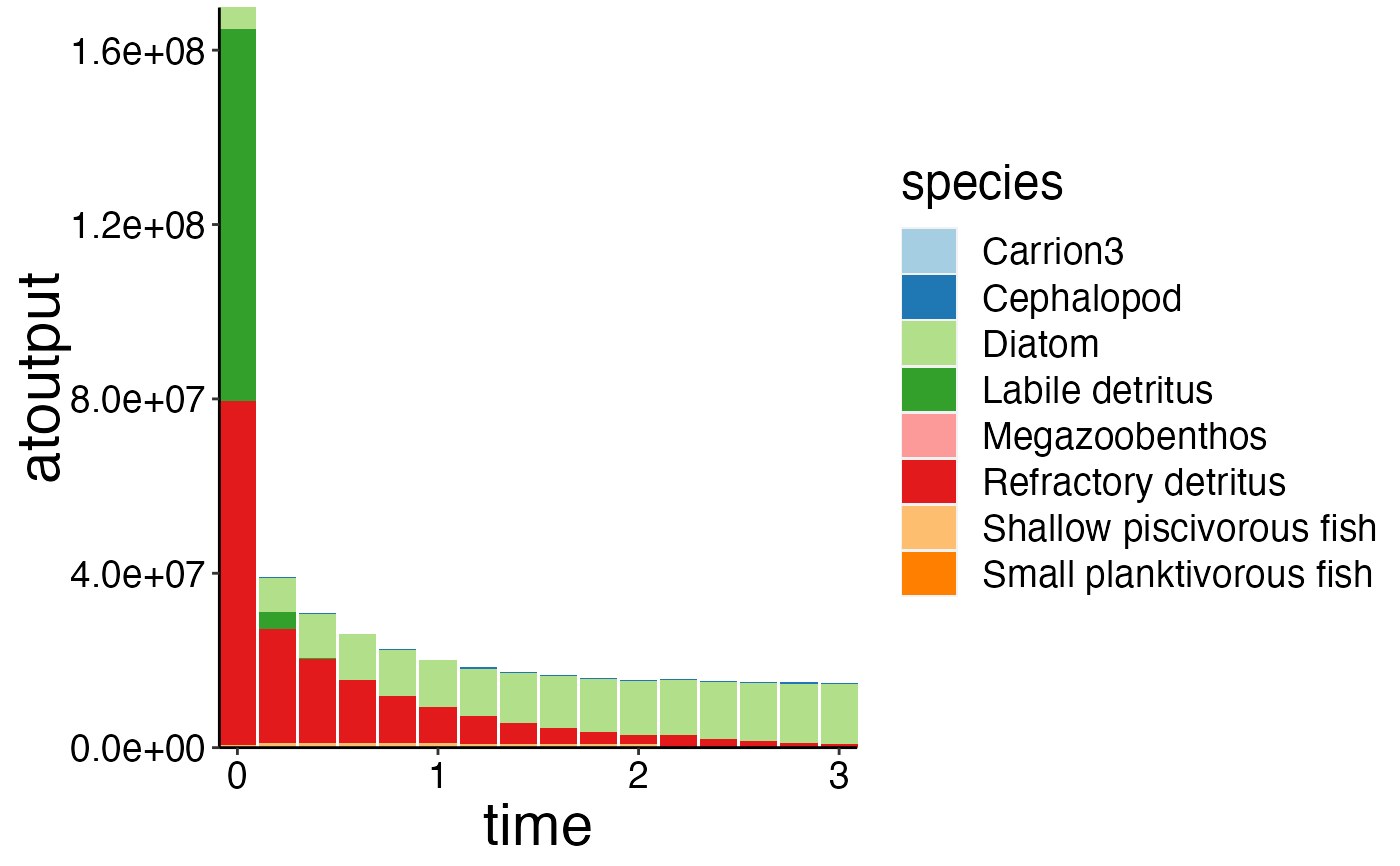 atoutput
1.6e+08
1.2e+08
8.0e+07
4.0e+07
0.0e+00
0 1 2 3
time
species
Carrion3
Cephalopod
Diatom
Labile detritus
Megazoobenthos
Refractory detritus
Shallow piscivorous fish
Small planktivorous fish